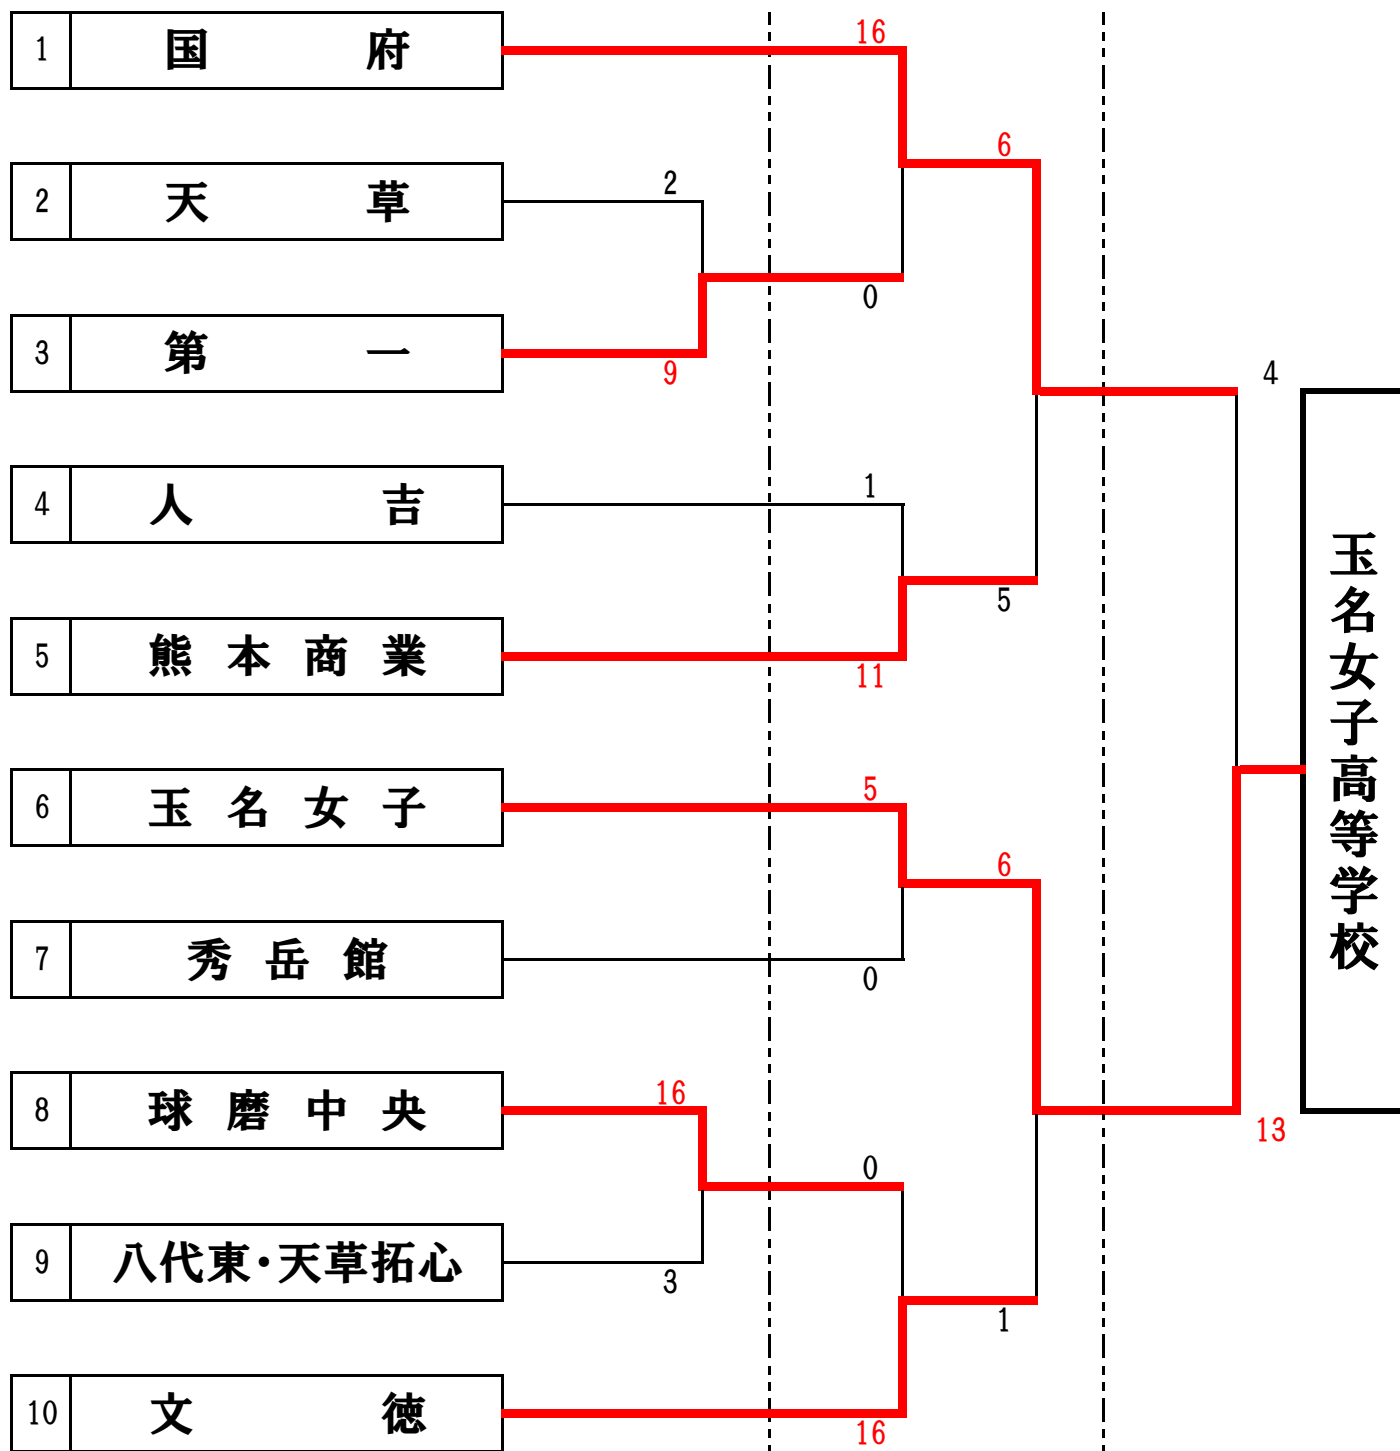 1 国府
16
6
2 天草
2
0
3 第一
9
4
4 人吉
1
5
5 熊本商業
11
玉名女子高等学校
6 玉名女子
5
6
7 秀岳館
0
8 球磨中央
16
13
0
9 八代東・天草拓心
3
1
10 文徳
16